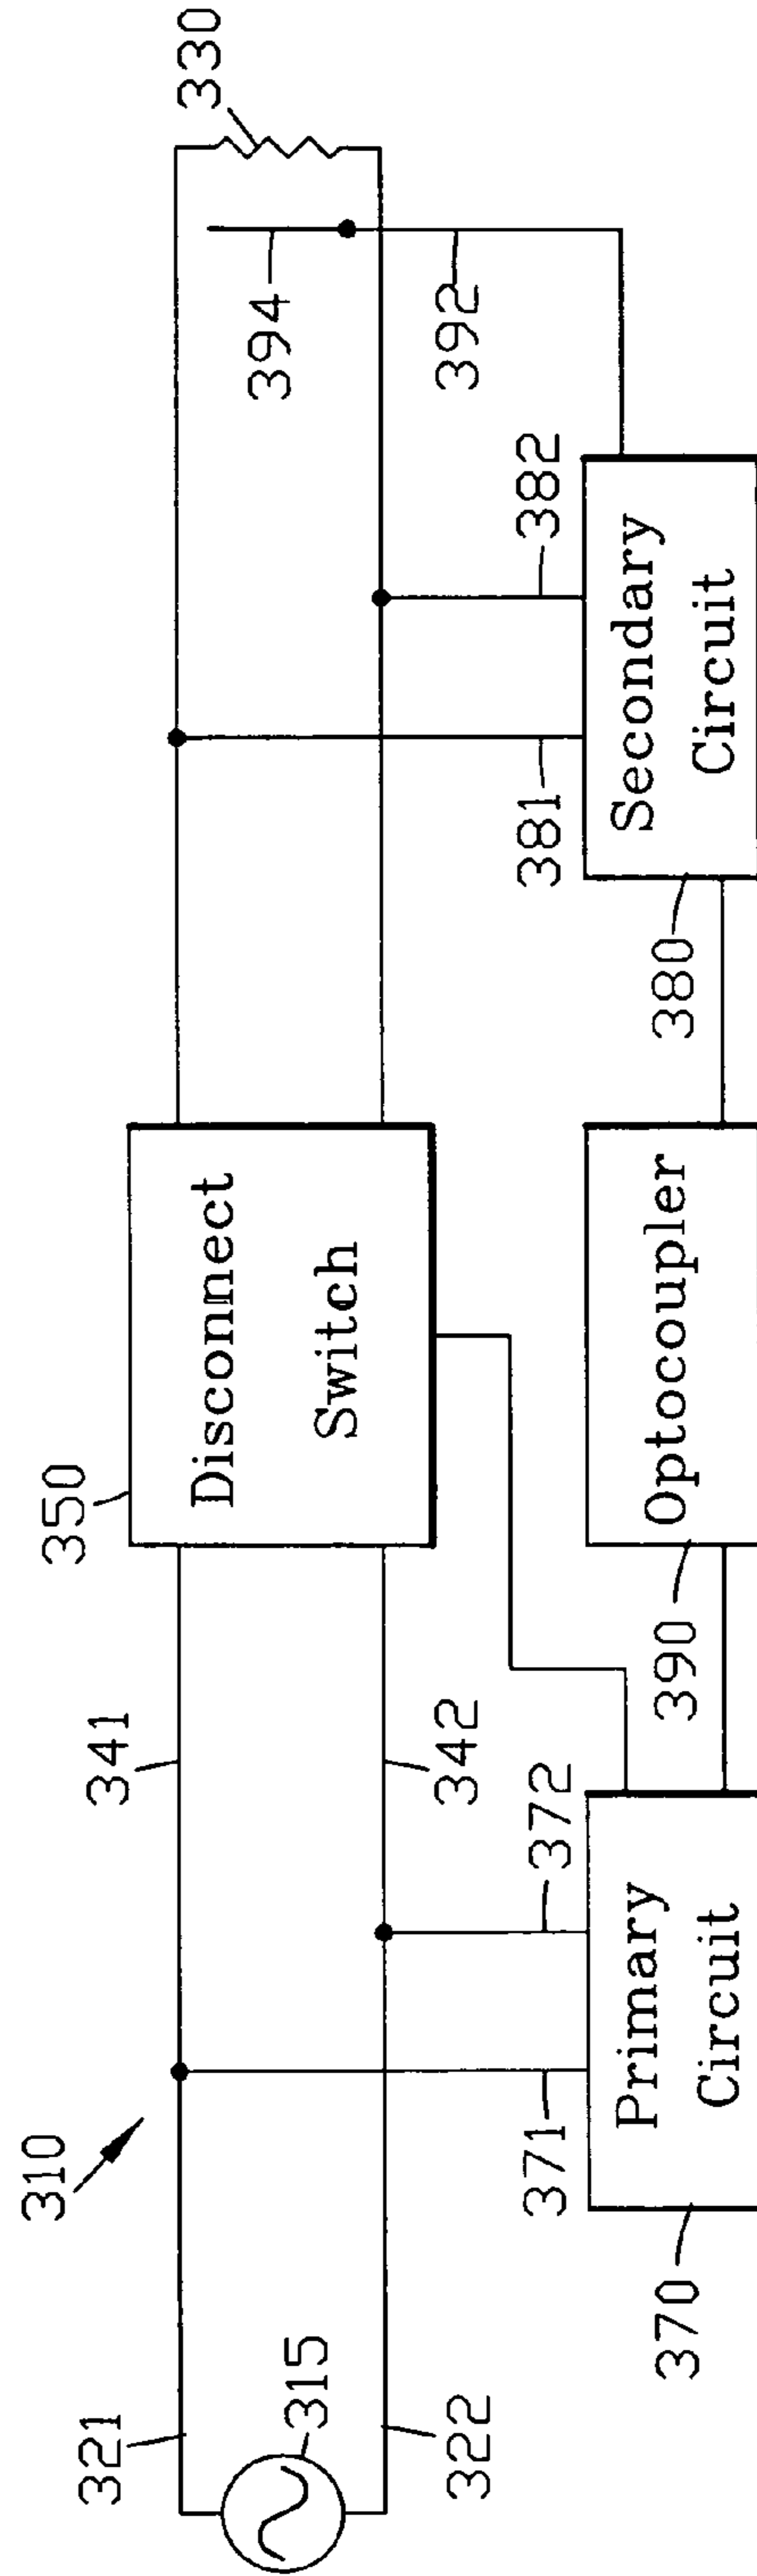 310
321
322
315
341
342
350
Disconnect
Switch
330
394
392
371
372
381
382
370
Primary
Circuit
390
Optocoupler
380
Secondary
Circuit